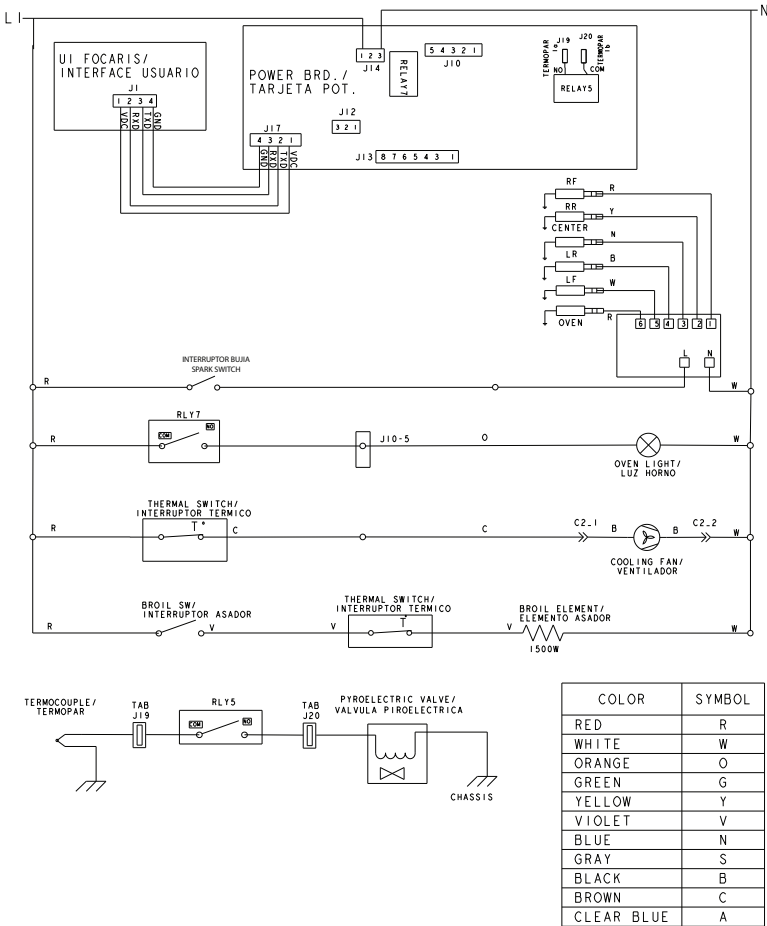 L1
N
UI FOCARIS/
INTERFACE USUARIO
J1
1 2 3 4
VDC
RXD
TXD
GND
POWER BRD./
TARJETA POT.
1 2 3
J14
RELAY7
5 4 3 2 1
J10
J12
3 2 1
J17
4 3 2 1
GND
RXD
TXD
VDC
J13 8 7 6 5 4 3 1
TERMOPAR
1a
J19
J20
TERMOPAR
1b
NO
COM
RELAY5
RF
R
RR
Y
CENTER
N
LR
B
LF
W
OVEN
R
6 5 4 3 2 1
L N
INTERRUPTOR BUJIA
SPARK SWITCH
R
W
RLY7
COM
NO
R
J10-5
O
W
OVEN LIGHT/
LUZ HORNO
THERMAL SWITCH/
INTERRUPTOR TERMICO
R
T°
C
C
C2_1
B
B
C2_2
W
COOLING FAN/
VENTILADOR
BROIL SW/
INTERRUPTOR ASADOR
R
V
THERMAL SWITCH/
INTERRUPTOR TERMICO
V
T°
BROIL ELEMENT/
ELEMENTO ASADOR
V
1500W
W
TERMOCOUPLE/
TERMOPAR
TAB
J19
RLY5
COM
NO
TAB
J20
PYROELECTRIC VALVE/
VALVULA PIROELECTRICA
CHASSIS
COLOR SYMBOL
RED R
WHITE W
ORANGE O
GREEN G
YELLOW Y
VIOLET V
BLUE N
GRAY S
BLACK B
BROWN C
CLEAR BLUE A